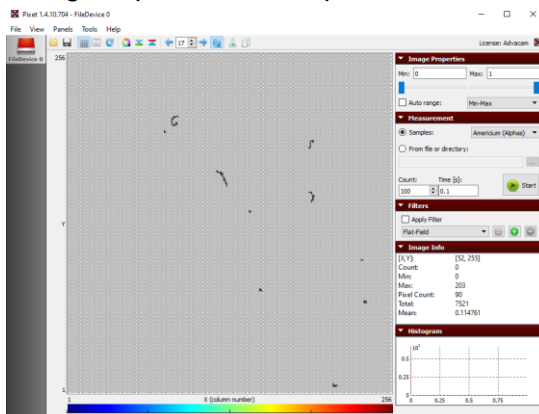 Pixet 1.4.10.704 - FileDevice 0
File View Panels Tools Help
17
License: Advacam
FileDevice 0
256
Y
1
1 X (column number) 256
Image Properties
Min: 0 Max: 1
Auto range: Min-Max
Measurement
Samples: Americium (Alphas)
From file or directory:
...
Count: Time [s]:
100 0.1 Start
Filters
Apply Filter
Flat-Field
Image Info
[X,Y]: [52, 255]
Count: 0
Min: 0
Max: 203
Pixel Count: 90
Total: 7521
Mean: 0.114761
Histogram
10⁵
0.5
0.25
0
0 0.25 0.5 0.75